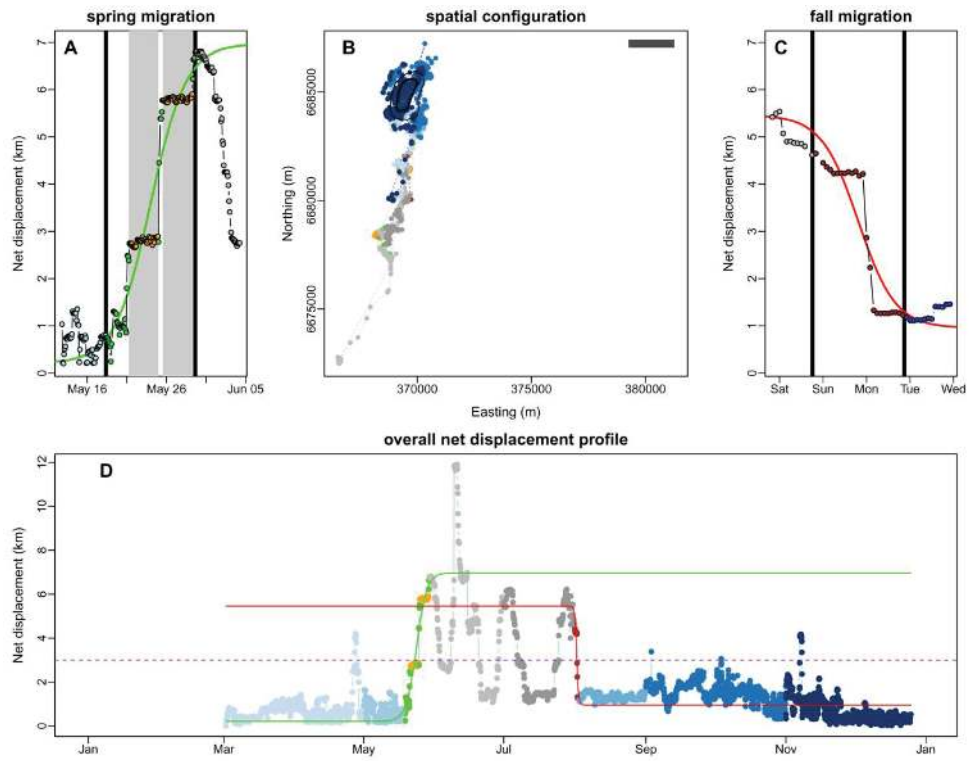 spring migration
spatial configuration
fall migration
A
B
C
Net displacement (km)
0 1 2 3 4 5 6 7
May 16 May 26 Jun 05
Northing (m)
6675000 6680000 6685000
370000 375000 380000
Easting (m)
Net displacement (km)
0 1 2 3 4 5 6 7
Sat Sun Mon Tue Wed
overall net displacement profile
D
Net displacement (km)
0 2 4 6 8 10 12
Jan Mar May Jul Sep Nov Jan